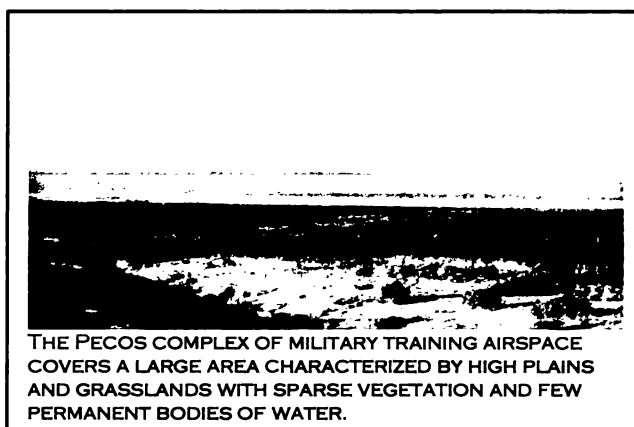 THE PECOS COMPLEX OF MILITARY TRAINING AIRSPACE
COVERS A LARGE AREA CHARACTERIZED BY HIGH PLAINS
AND GRASSLANDS WITH SPARSE VEGETATION AND FEW
PERMANENT BODIES OF WATER.